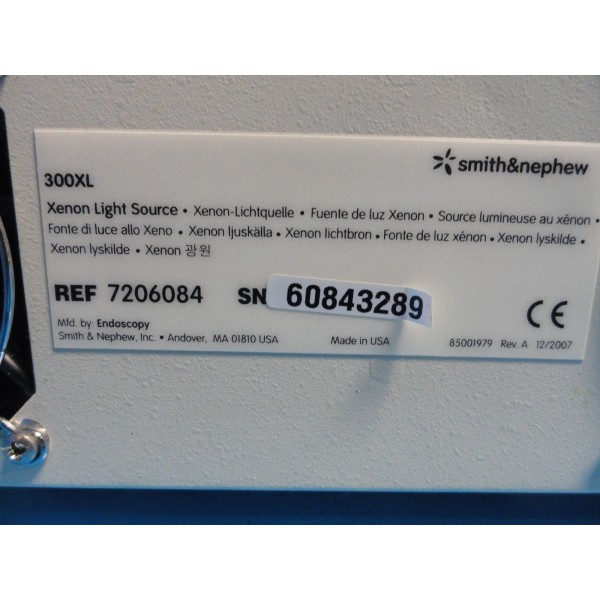 smith&nephew
300XL
Xenon Light Source • Xenon-Lichtquelle • Fuente de luz Xenon • Source lumineuse au xénon •
Fonte di luce allo Xeno • Xenon ljuskälla • Xenon lichtbron • Fonte de luz xénon • Xenon lyskilde •
Xenon lyskilde • Xenon 광원
REF 7206084 SN 60843289 CE
Mfd. by: Endoscopy
Smith & Nephew, Inc. • Andover, MA 01810 USA Made in USA 85001979 Rev. A 12/2007